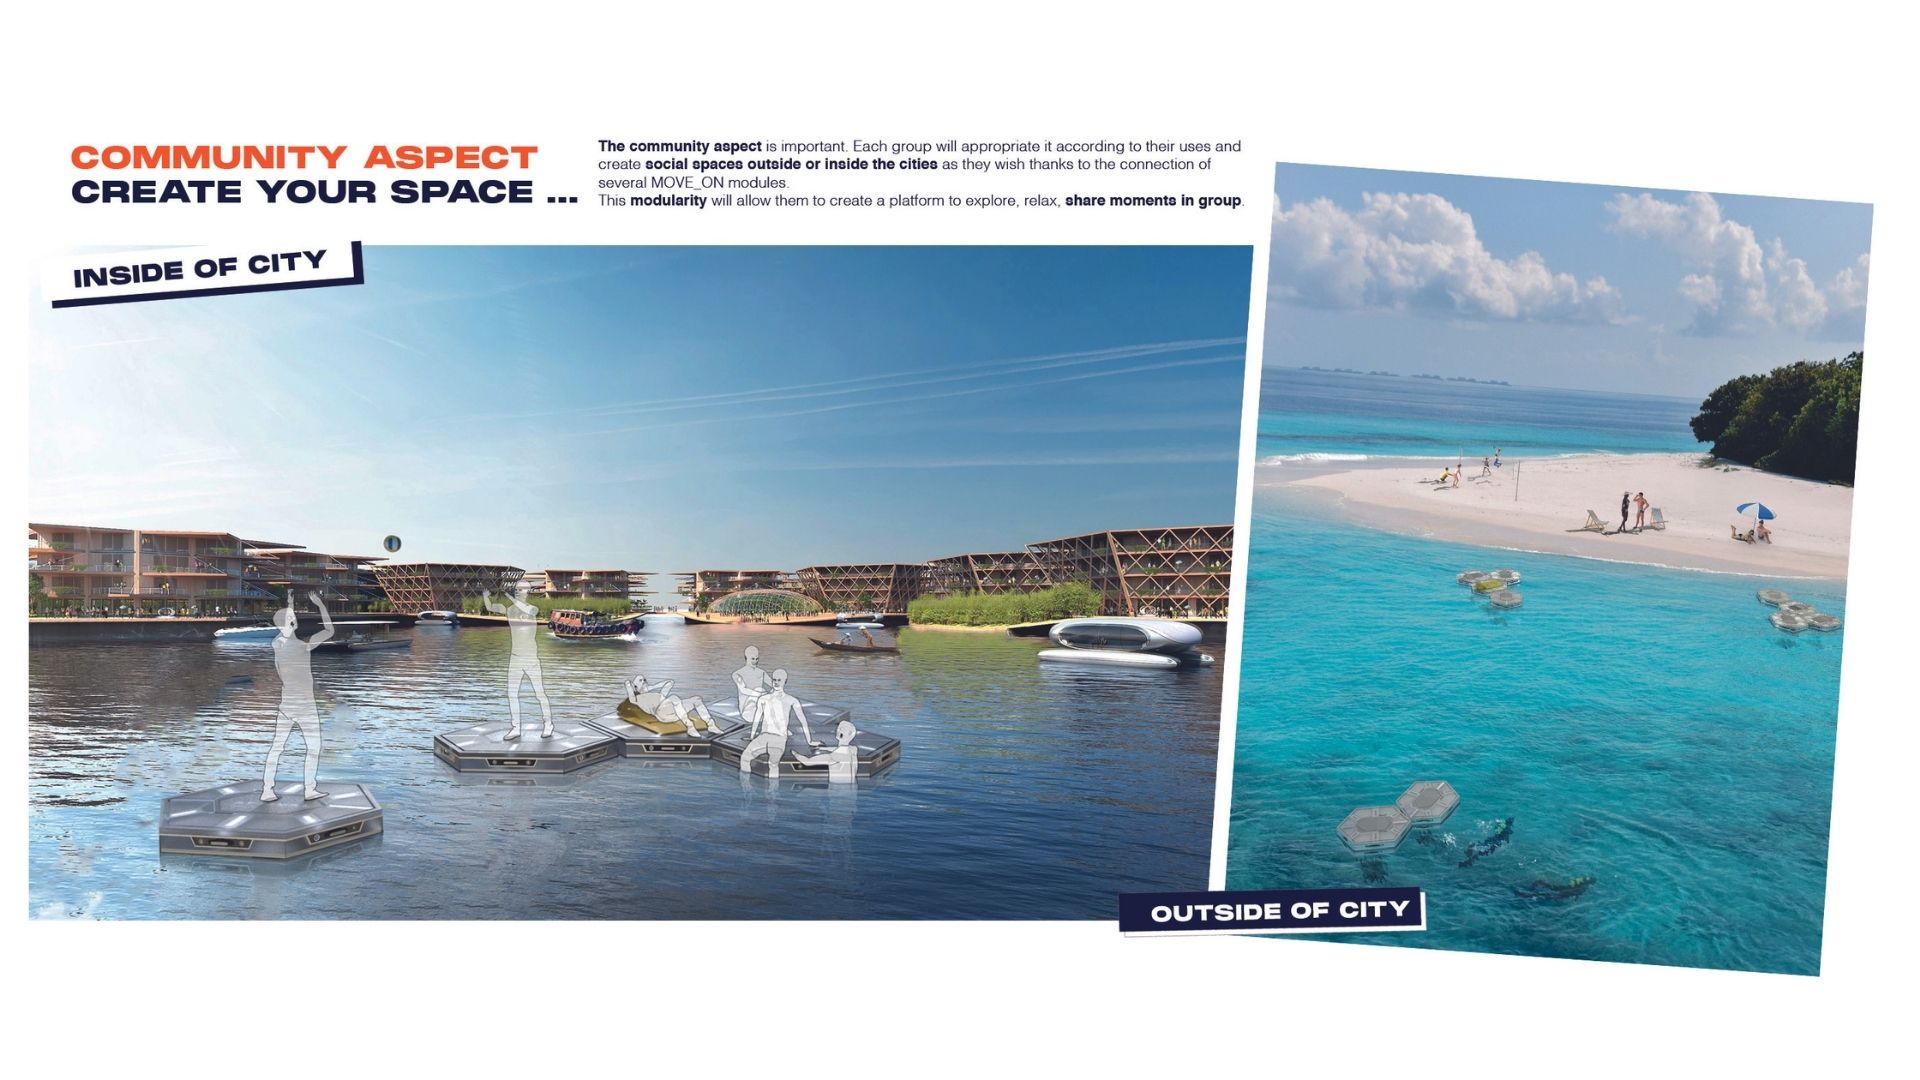 COMMUNITY ASPECT
CREATE YOUR SPACE ...
The community aspect is important. Each group will appropriate it according to their uses and
create social spaces outside or inside the cities as they wish thanks to the connection of
several MOVE_ON modules.
This modularity will allow them to create a platform to explore, relax, share moments in group.
INSIDE OF CITY
OUTSIDE OF CITY